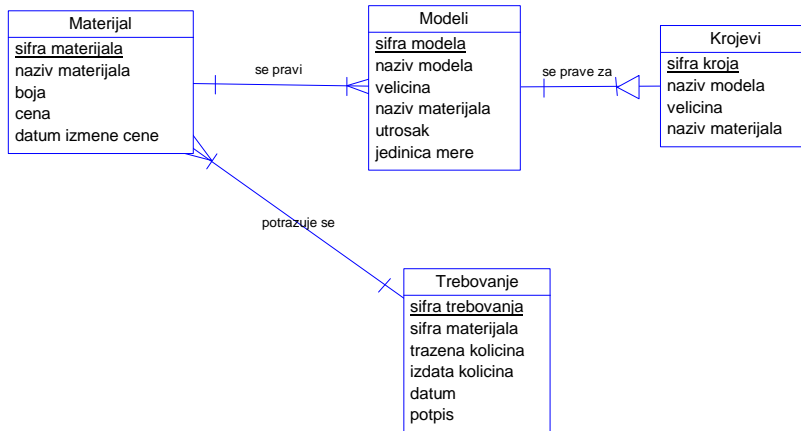 Materijal
sifra materijala
naziv materijala
boja
cena
datum izmene cene
se pravi
Modeli
sifra modela
naziv modela
velicina
naziv materijala
utrosak
jedinica mere
se prave za
Krojevi
sifra kroja
naziv modela
velicina
naziv materijala
potrazuje se
Trebovanje
sifra trebovanja
sifra materijala
trazena kolicina
izdata kolicina
datum
potpis